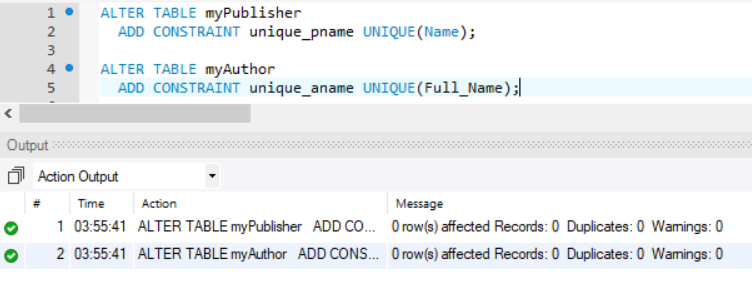 1 ALTER TABLE myPublisher
2 ADD CONSTRAINT unique_pname UNIQUE(Name);
3
4 ALTER TABLE myAuthor
5 ADD CONSTRAINT unique_aname UNIQUE(Full_Name);
Output
Action Output
# Time Action Message
1 03:55:41 ALTER TABLE myPublisher ADD CO... 0 row(s) affected Records: 0 Duplicates: 0 Warnings: 0
2 03:55:41 ALTER TABLE myAuthor ADD CONS... 0 row(s) affected Records: 0 Duplicates: 0 Warnings: 0